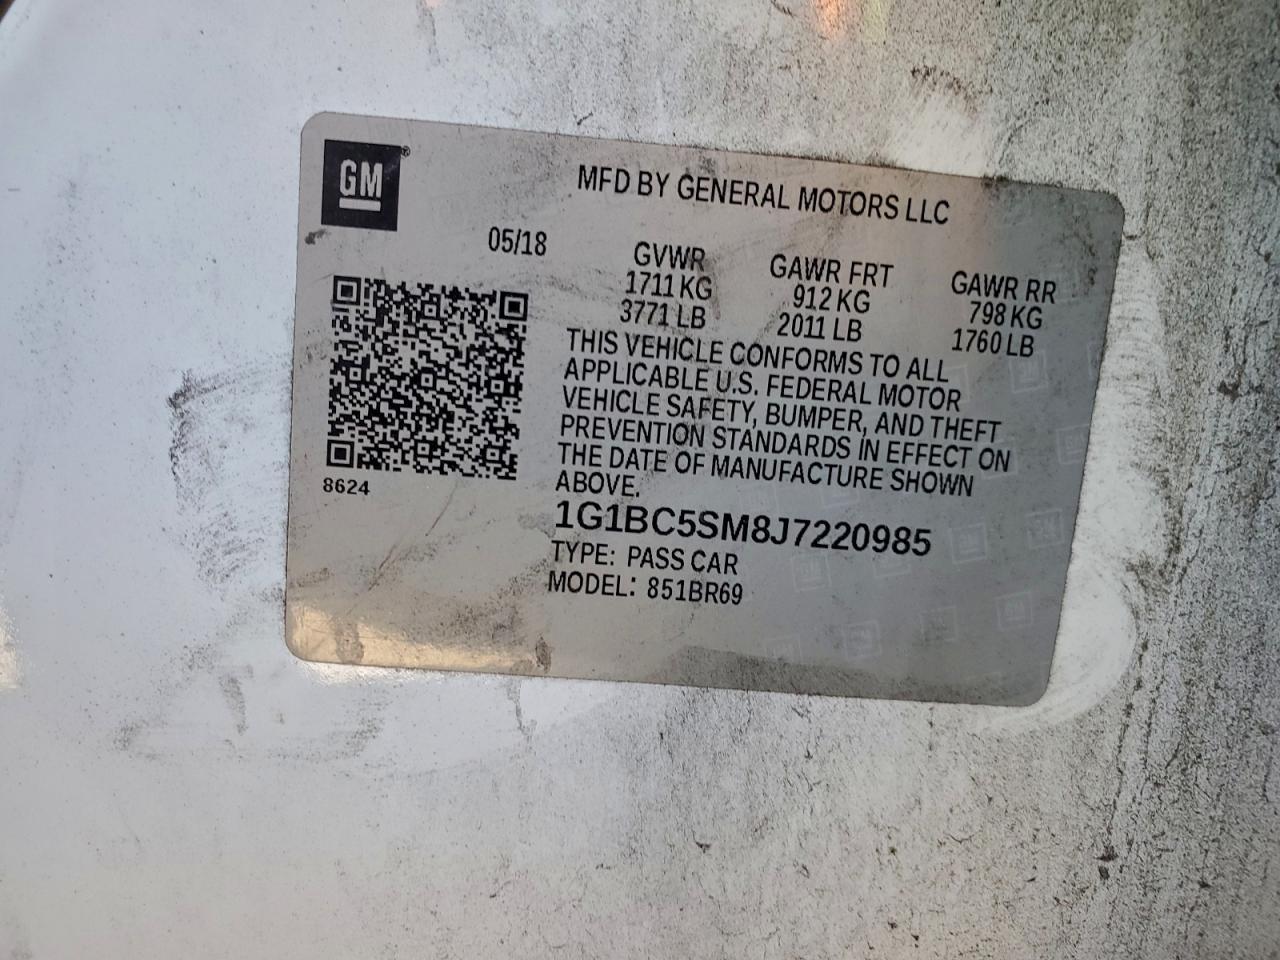 GM®
MFD BY GENERAL MOTORS LLC
05/18
GVWR
1711 KG
3771 LB
GAWR FRT
912 KG
2011 LB
GAWR RR
798 KG
1760 LB
THIS VEHICLE CONFORMS TO ALL
APPLICABLE U.S. FEDERAL MOTOR
VEHICLE SAFETY, BUMPER, AND THEFT
PREVENTION STANDARDS IN EFFECT ON
THE DATE OF MANUFACTURE SHOWN
ABOVE.
8624
1G1BC5SM8J7220985
TYPE: PASS CAR
MODEL: 851BR69